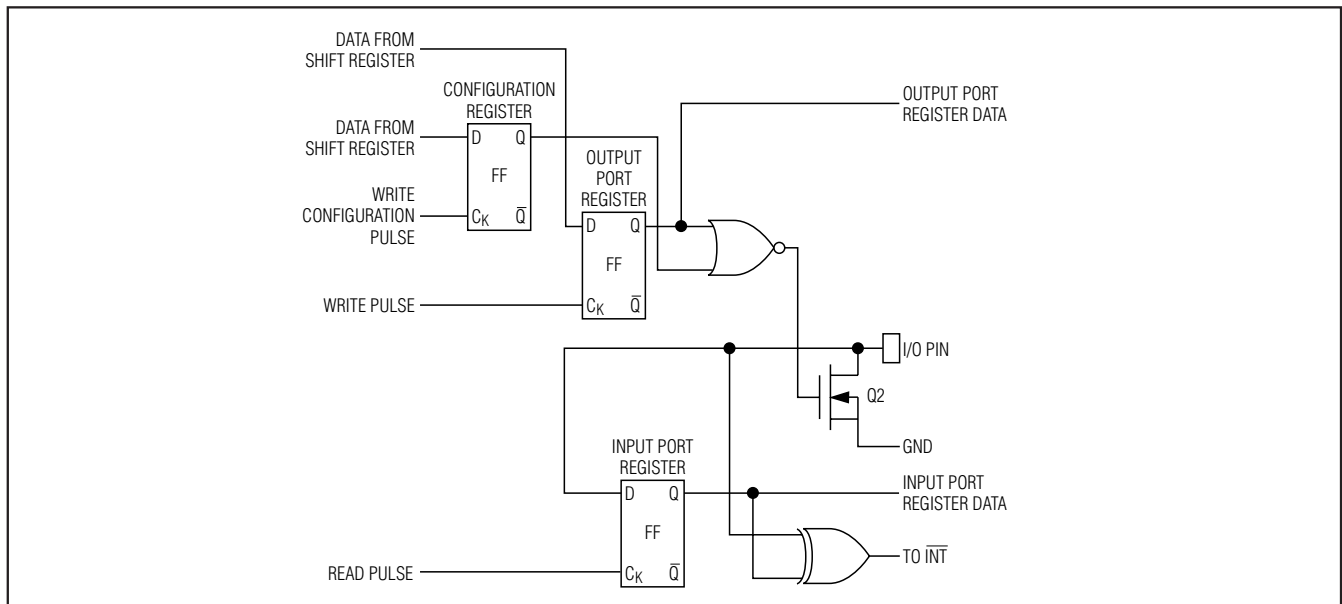 DATA FROM
SHIFT REGISTER
CONFIGURATION
REGISTER
OUTPUT PORT
REGISTER DATA
DATA FROM
SHIFT REGISTER
D Q
FF
CK Q̅
OUTPUT
PORT
REGISTER
WRITE
CONFIGURATION
PULSE
D Q
FF
CK Q̅
WRITE PULSE
I/O PIN
Q2
GND
INPUT PORT
REGISTER
D Q
FF
CK Q̅
INPUT PORT
REGISTER DATA
TO I̅N̅T̅
READ PULSE